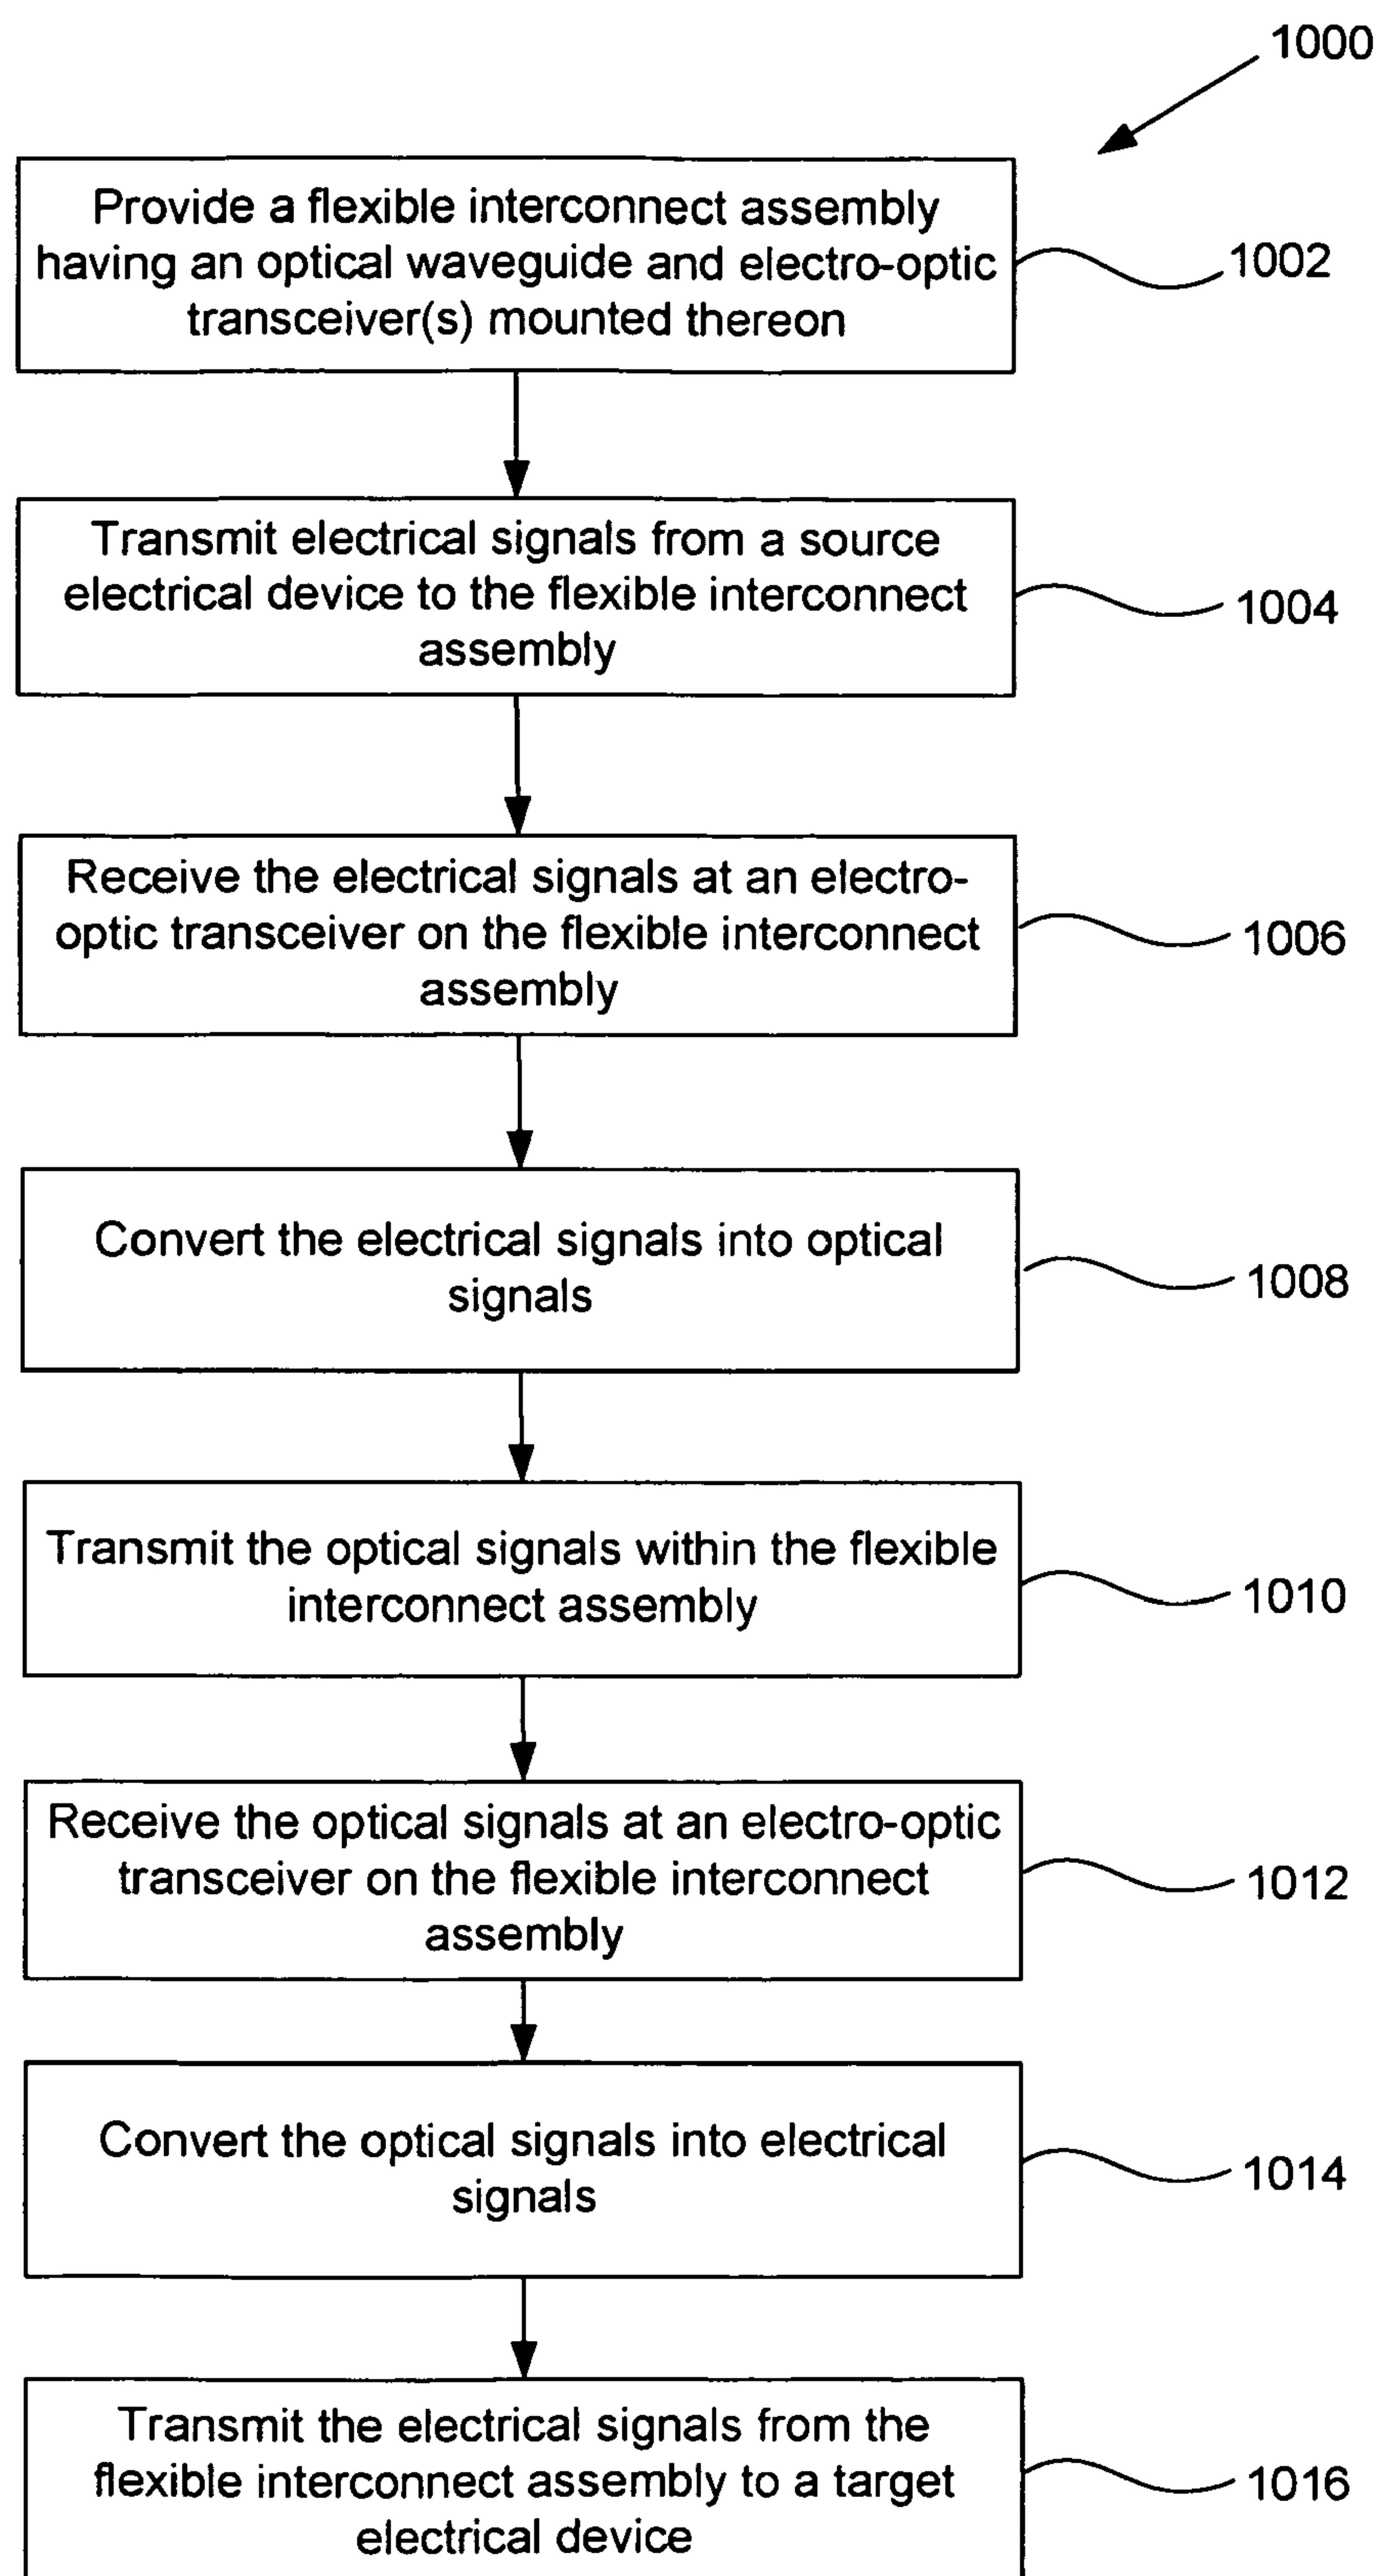 1000
Provide a flexible interconnect assembly
having an optical waveguide and electro-optic
transceiver(s) mounted thereon
1002
Transmit electrical signals from a source
electrical device to the flexible interconnect
assembly
1004
Receive the electrical signals at an electro-
optic transceiver on the flexible interconnect
assembly
1006
Convert the electrical signals into optical
signals
1008
Transmit the optical signals within the flexible
interconnect assembly
1010
Receive the optical signals at an electro-optic
transceiver on the flexible interconnect
assembly
1012
Convert the optical signals into electrical
signals
1014
Transmit the electrical signals from the
flexible interconnect assembly to a target
electrical device
1016